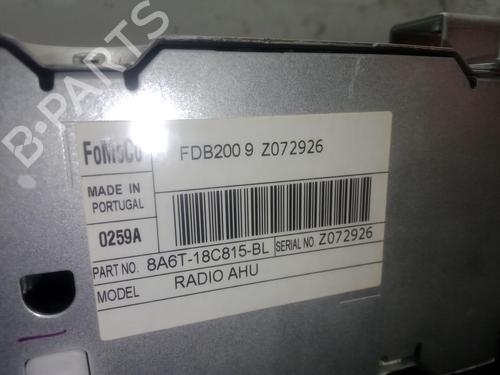 B-PARTS
FoMoCo
FDB200 9 Z072926
MADE IN
PORTUGAL
0259A
PART NO. 8A6T-18C815-BL
SERIAL NO. Z072926
MODEL RADIO AHU